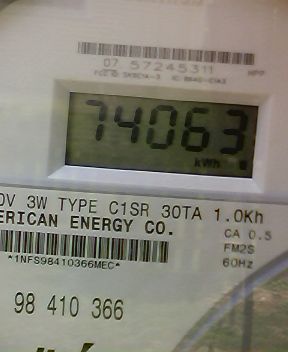 07 57245311
74063
kWh
3W TYPE C1SR 30TA 1.0Kh
ERICAN ENERGY CO.
CA 0.5
FM2S
60Hz
*1NFS98410366MEC*
98 410 366